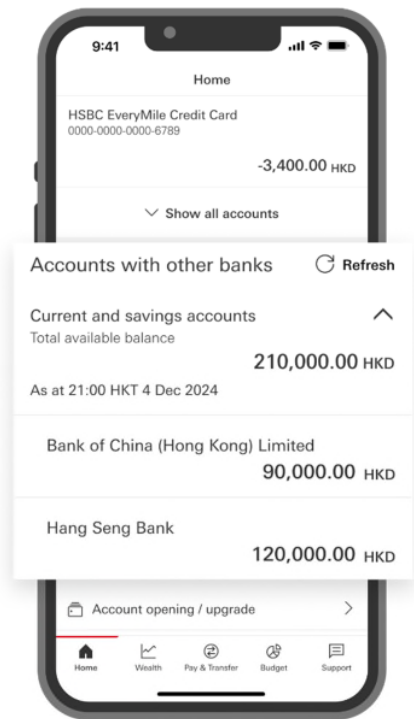 9:41
Home
HSBC EveryMile Credit Card
0000-0000-0000-6789
-3,400.00 HKD
Show all accounts
Accounts with other banks
Refresh
Current and savings accounts
Total available balance
210,000.00 HKD
As at 21:00 HKT 4 Dec 2024
Bank of China (Hong Kong) Limited
90,000.00 HKD
Hang Seng Bank
120,000.00 HKD
Account opening / upgrade
Home Wealth Pay & Transfer Budget Support